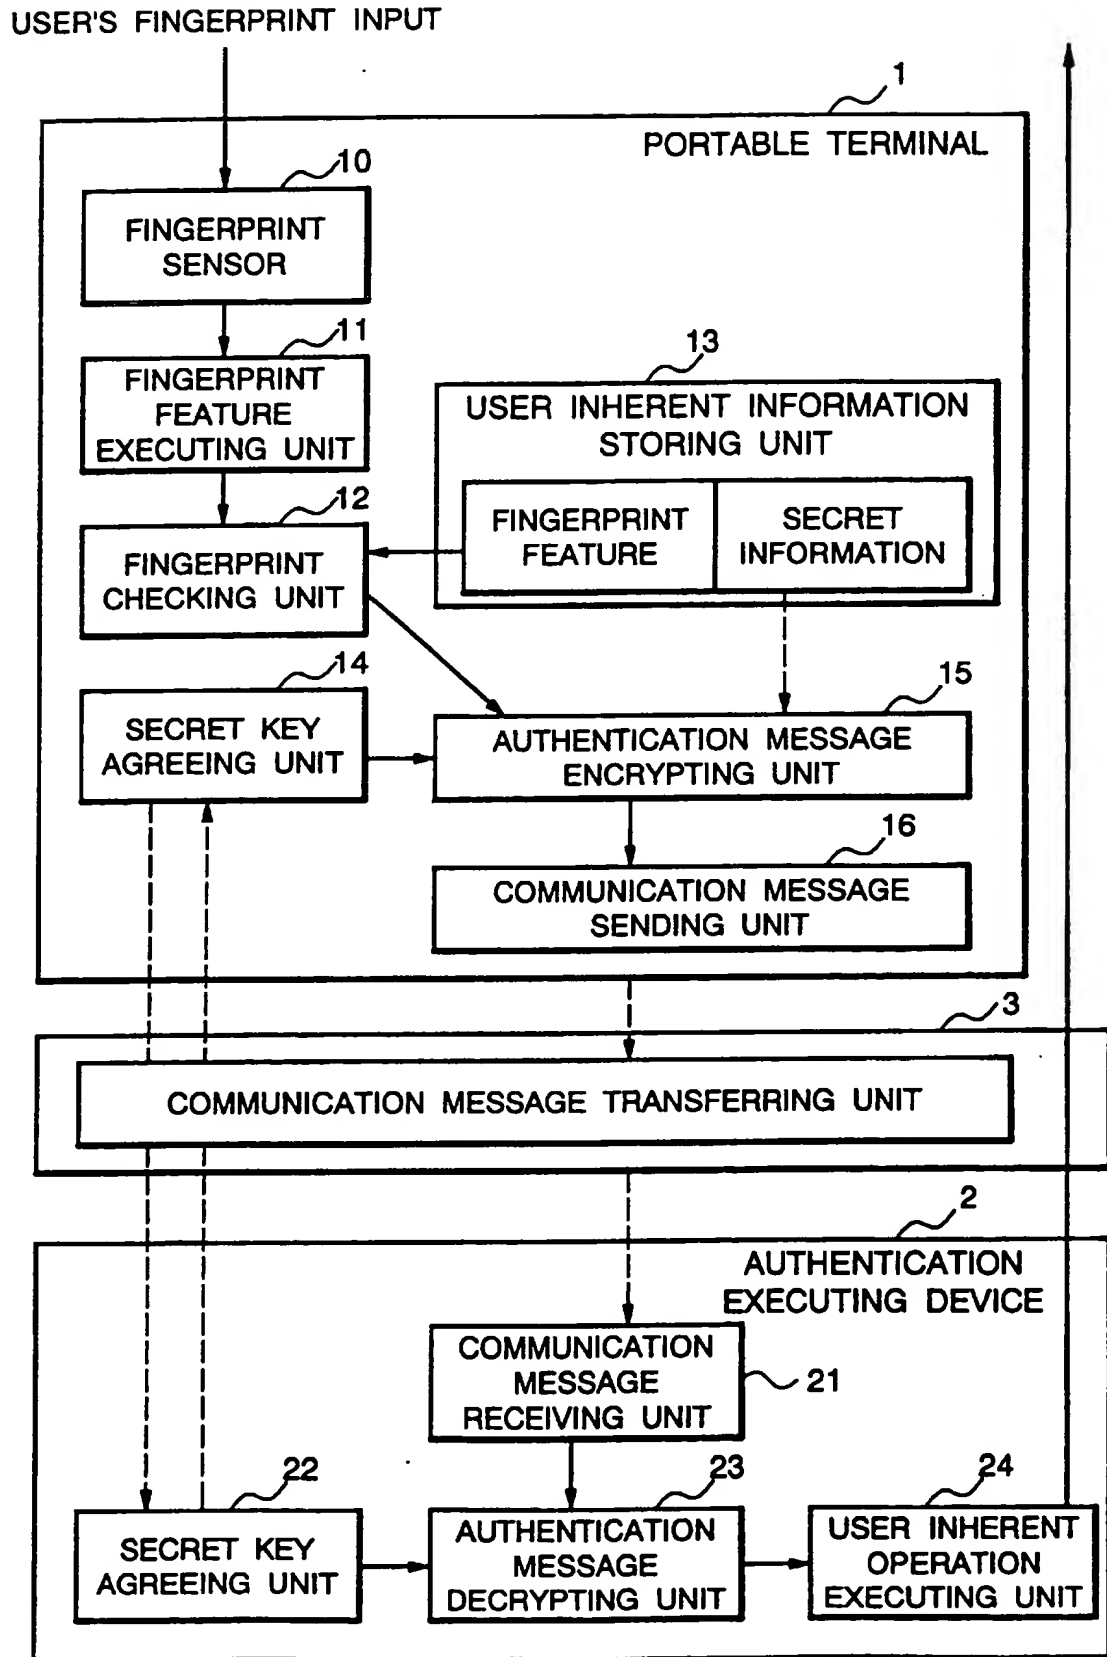 USER'S FINGERPRINT INPUT
1
PORTABLE TERMINAL
10
FINGERPRINT
SENSOR
11
FINGERPRINT
FEATURE
EXECUTING UNIT
13
USER INHERENT INFORMATION
STORING UNIT
FINGERPRINT
FEATURE
SECRET
INFORMATION
12
FINGERPRINT
CHECKING UNIT
14
SECRET KEY
AGREEING UNIT
15
AUTHENTICATION MESSAGE
ENCRYPTING UNIT
16
COMMUNICATION MESSAGE
SENDING UNIT
3
COMMUNICATION MESSAGE TRANSFERRING UNIT
2
AUTHENTICATION
EXECUTING DEVICE
COMMUNICATION
MESSAGE
RECEIVING UNIT
21
22
SECRET KEY
AGREEING UNIT
23
AUTHENTICATION
MESSAGE
DECRYPTING UNIT
24
USER INHERENT
OPERATION
EXECUTING UNIT